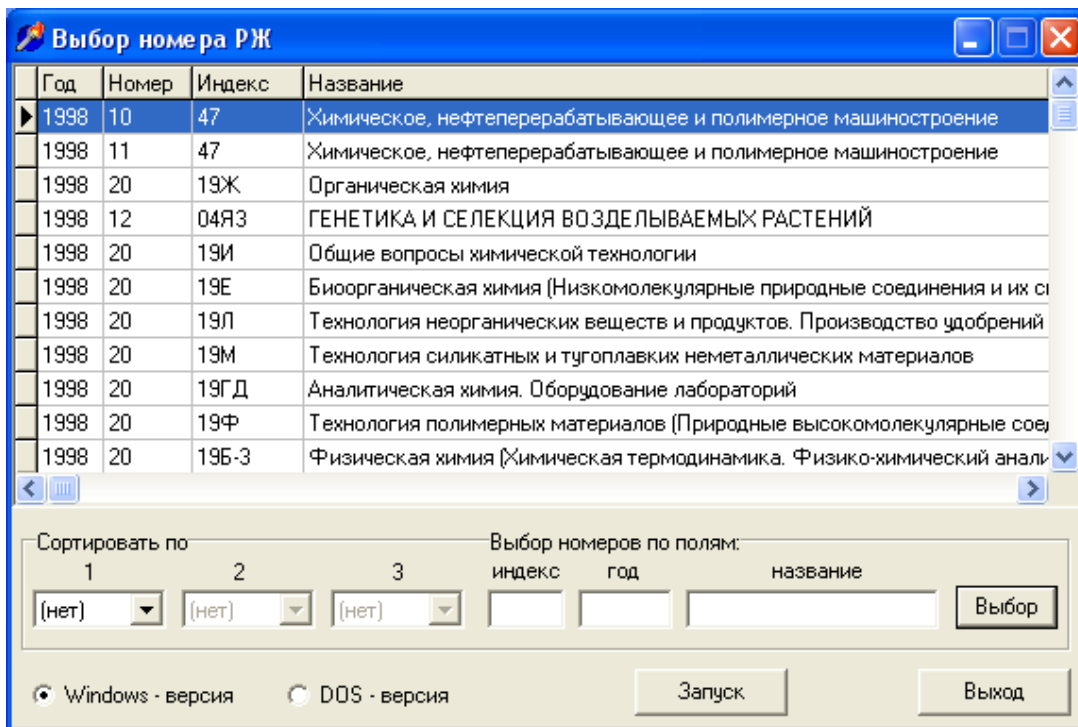 Выбор номера РЖ
Год Номер Индекс Название
1998 10 47 Химическое, нефтеперерабатывающее и полимерное машиностроение
1998 11 47 Химическое, нефтеперерабатывающее и полимерное машиностроение
1998 20 19Ж Органическая химия
1998 12 04Я3 ГЕНЕТИКА И СЕЛЕКЦИЯ ВОЗДЕЛЫВАЕМЫХ РАСТЕНИЙ
1998 20 19И Общие вопросы химической технологии
1998 20 19Е Биоорганическая химия (Низкомолекулярные природные соединения и их
1998 20 19Л Технология неорганических веществ и продуктов. Производство удобрений
1998 20 19М Технология силикатных и тугоплавких неметаллических материалов
1998 20 19ГД Аналитическая химия. Оборудование лабораторий
1998 20 19Ф Технология полимерных материалов (Природные высокомолекулярные
1998 20 19Б-3 Физическая химия (Химическая термодинамика. Физико-химический
Сортировать по Выбор номеров по полям:
1 2 3 индекс год название
(нет) (нет) (нет) Выбор
Windows - версия DOS - версия Запуск Выход